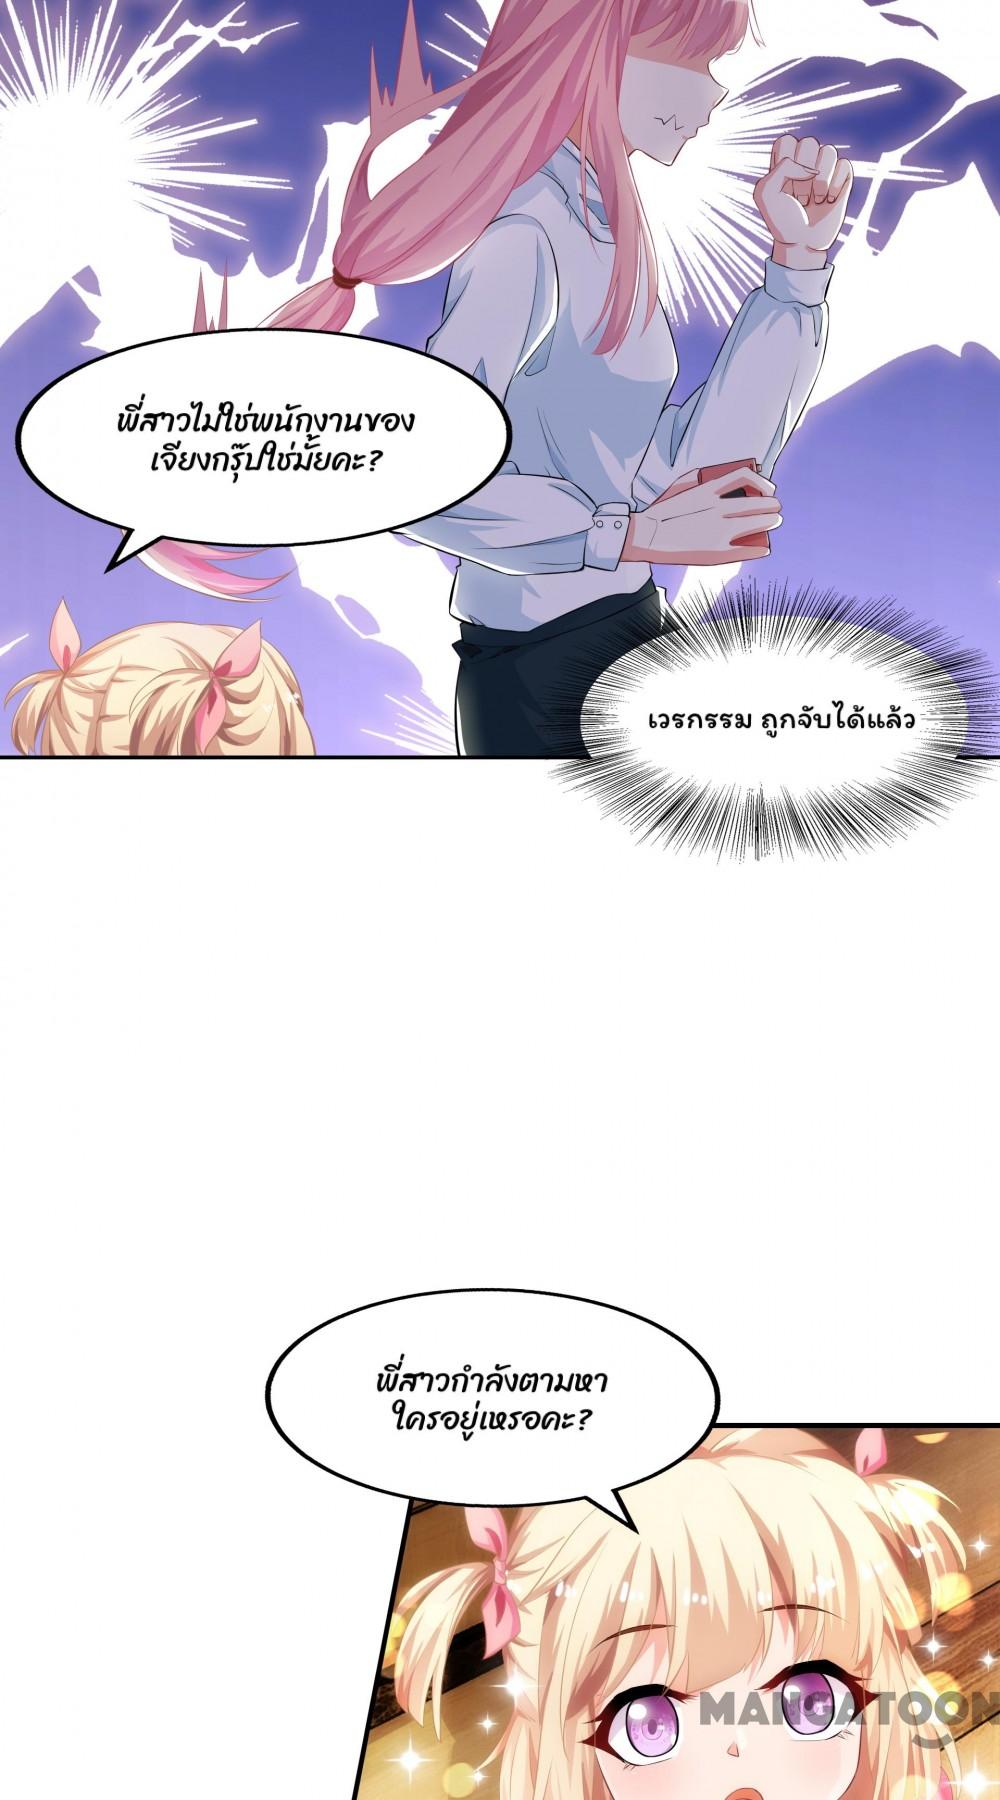 พี่สาวไม่ใช่พนักงานของ
เจียงกรุ๊ปใช่มั้ยคะ?
เวรกรรม ถูกจับได้แล้ว
พี่สาวกำลังตามหา
ใครอยู่เหรอคะ?
MANGATOON